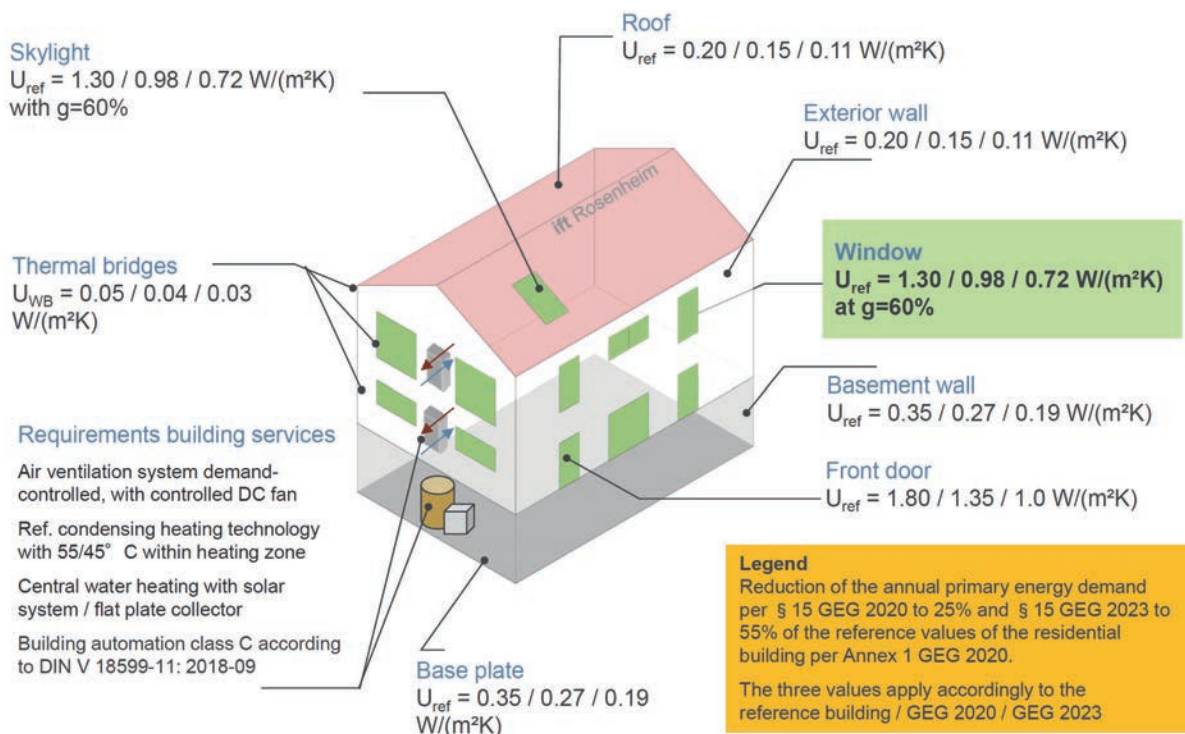 Skylight
U_ref = 1.30 / 0.98 / 0.72 W/(m²K)
with g=60%
Roof
U_ref = 0.20 / 0.15 / 0.11 W/(m²K)
Exterior wall
U_ref = 0.20 / 0.15 / 0.11 W/(m²K)
ift Rosenheim
Thermal bridges
U_WB = 0.05 / 0.04 / 0.03
W/(m²K)
Window
U_ref = 1.30 / 0.98 / 0.72 W/(m²K)
at g=60%
Basement wall
U_ref = 0.35 / 0.27 / 0.19 W/(m²K)
Front door
U_ref = 1.80 / 1.35 / 1.0 W/(m²K)
Requirements building services
Air ventilation system demand-
controlled, with controlled DC fan
Ref. condensing heating technology
with 55/45° C within heating zone
Central water heating with solar
system / flat plate collector
Building automation class C according
to DIN V 18599-11: 2018-09
Base plate
U_ref = 0.35 / 0.27 / 0.19
W/(m²K)
Legend
Reduction of the annual primary energy demand
per § 15 GEG 2020 to 25% and § 15 GEG 2023 to
55% of the reference values of the residential
building per Annex 1 GEG 2020.
The three values apply accordingly to the
reference building / GEG 2020 / GEG 2023